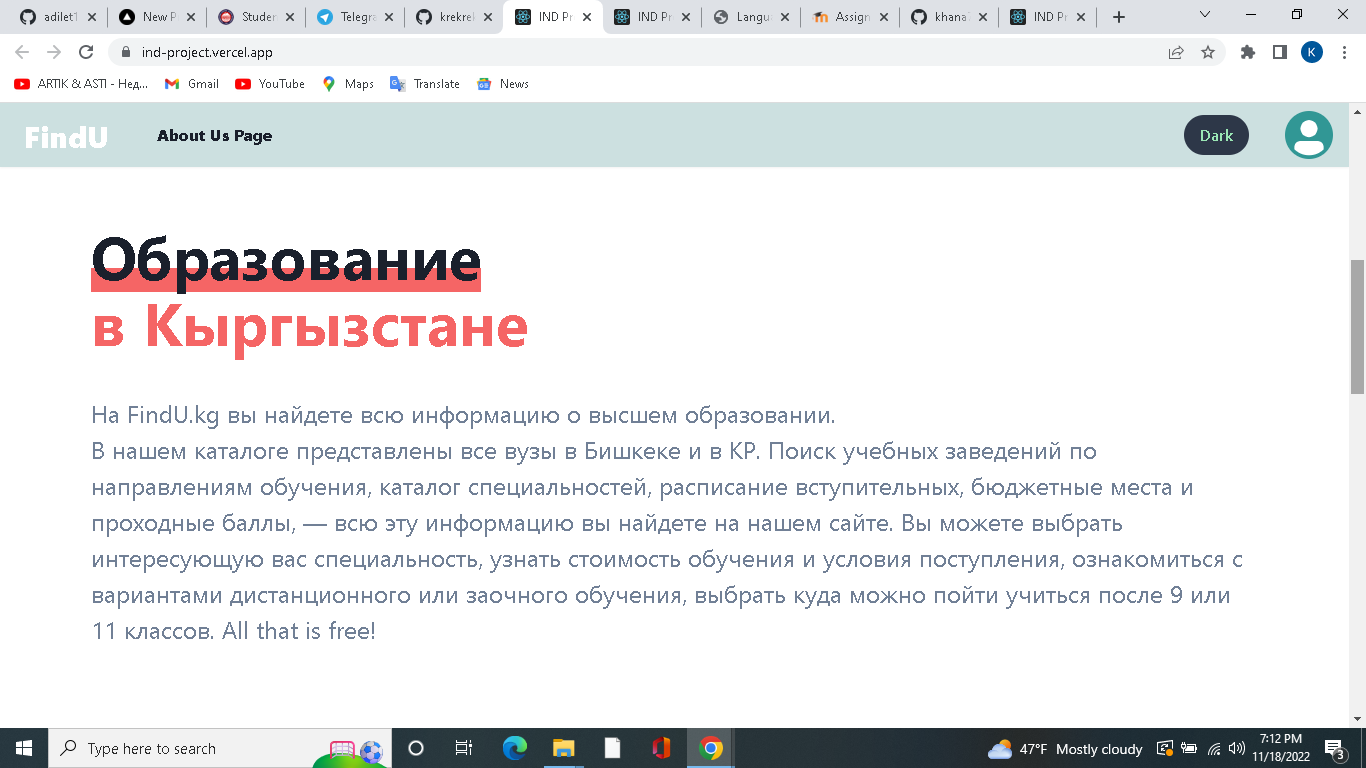 adilet1
New P
Studen
Telegra
krekrel
IND Pr
IND Pr
Langu
Assign
khana
IND Pr
ind-project.vercel.app
K
ARTIK & ASTI - Нед...
Gmail
YouTube
Maps
Translate
News
FindU
About Us Page
Dark
Образование
в Кыргызстане
На FindU.kg вы найдете всю информацию о высшем образовании.
В нашем каталоге представлены все вузы в Бишкеке и в КР. Поиск учебных заведений по
направлениям обучения, каталог специальностей, расписание вступительных, бюджетные места и
проходные баллы, — всю эту информацию вы найдете на нашем сайте. Вы можете выбрать
интересующую вас специальность, узнать стоимость обучения и условия поступления, ознакомиться с
вариантами дистанционного или заочного обучения, выбрать куда можно пойти учиться после 9 или
11 классов. All that is free!
Type here to search
47°F Mostly cloudy
7:12 PM
11/18/2022
3